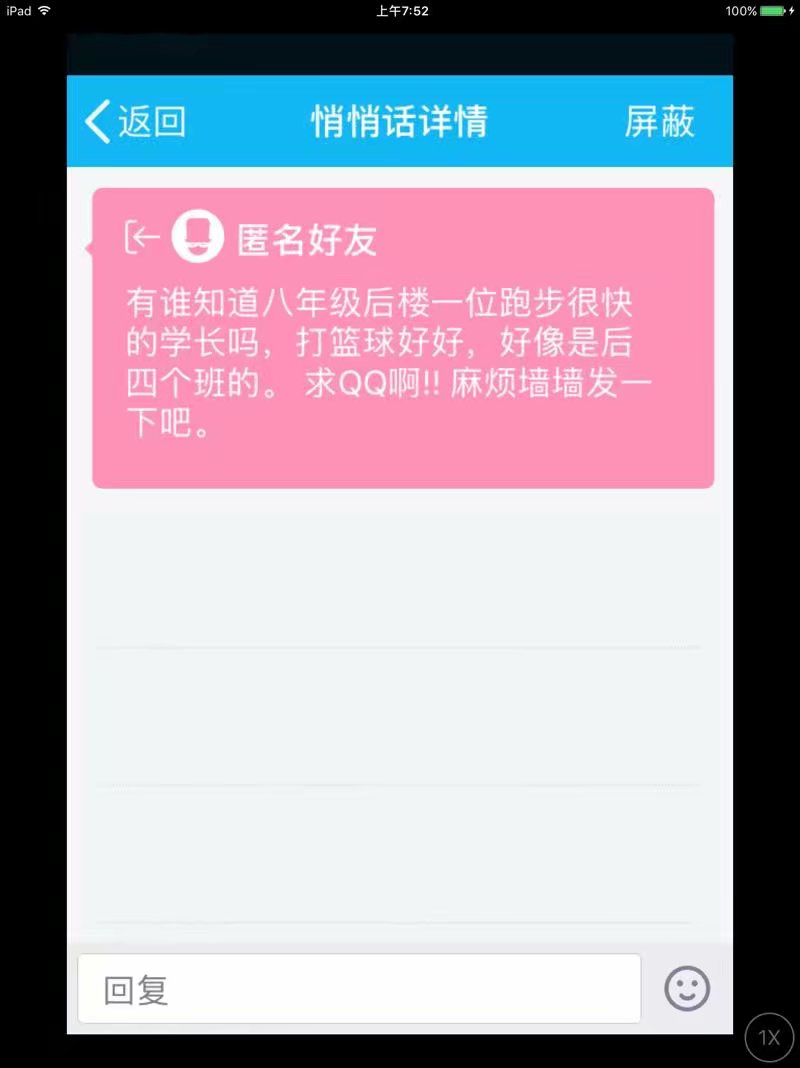 iPad 上午7:52 100%
返回 悄悄话详情 屏蔽
匿名好友
有谁知道八年级后楼一位跑步很快
的学长吗，打篮球好好，好像是后
四个班的。 求QQ啊!! 麻烦墙墙发一
下吧。
回复
1X